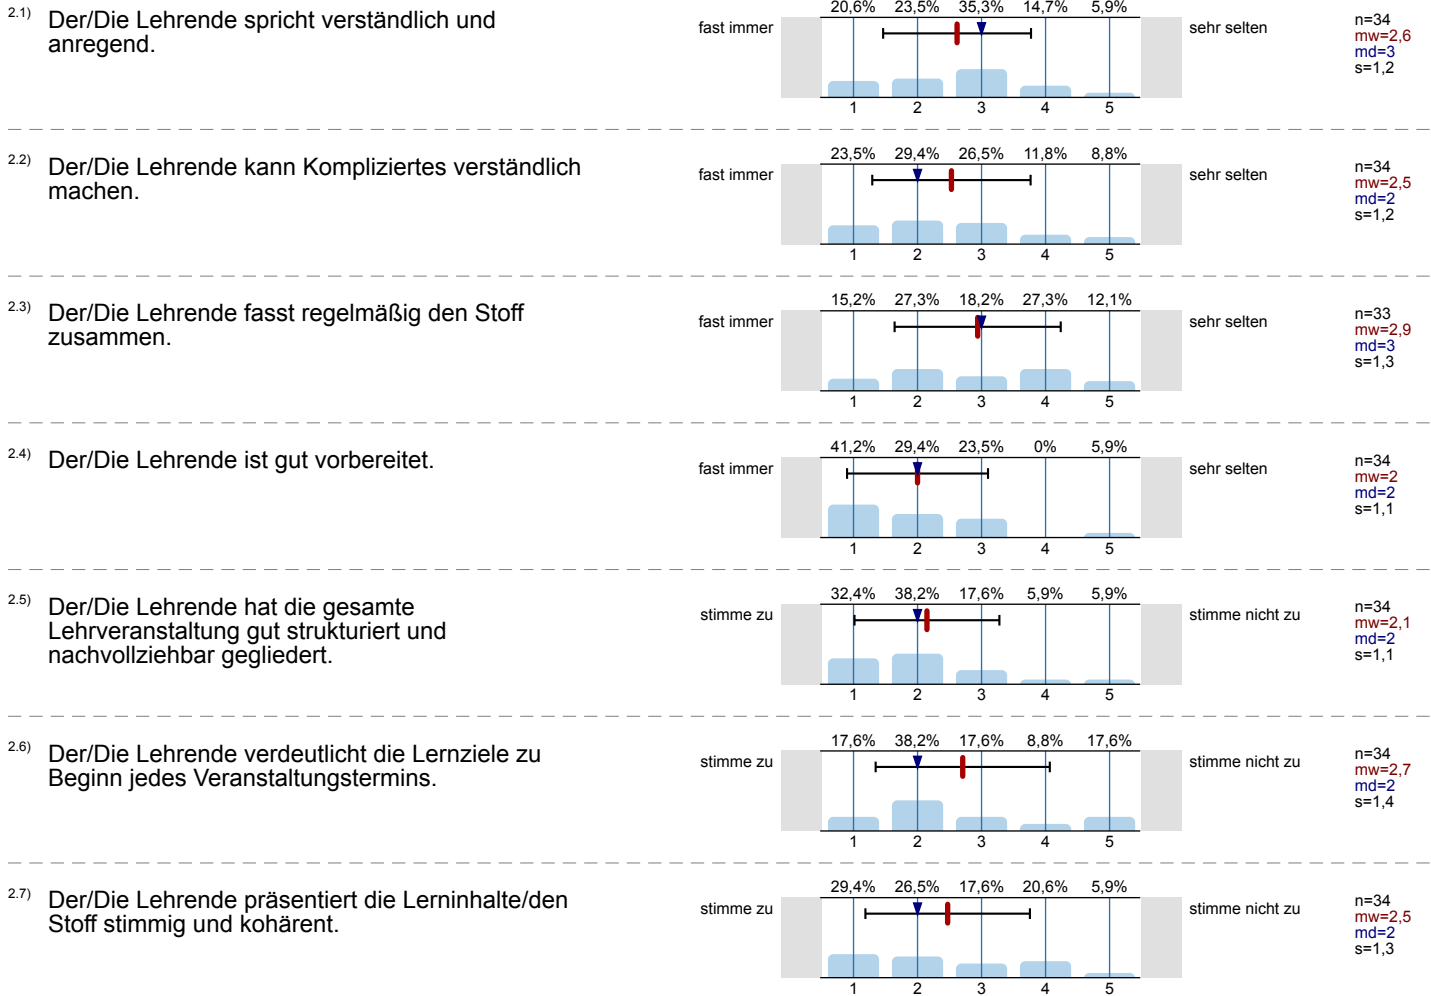 2.1) Der/Die Lehrende spricht verständlich und
anregend.
fast immer
20,6% 23,5% 35,3% 14,7% 5,9%
1 2 3 4 5
sehr selten
n=34
mw=2,6
md=3
s=1,2
2.2) Der/Die Lehrende kann Kompliziertes verständlich
machen.
fast immer
23,5% 29,4% 26,5% 11,8% 8,8%
1 2 3 4 5
sehr selten
n=34
mw=2,5
md=2
s=1,2
2.3) Der/Die Lehrende fasst regelmäßig den Stoff
zusammen.
fast immer
15,2% 27,3% 18,2% 27,3% 12,1%
1 2 3 4 5
sehr selten
n=33
mw=2,9
md=3
s=1,3
2.4) Der/Die Lehrende ist gut vorbereitet.
fast immer
41,2% 29,4% 23,5% 0% 5,9%
1 2 3 4 5
sehr selten
n=34
mw=2
md=2
s=1,1
2.5) Der/Die Lehrende hat die gesamte
Lehrveranstaltung gut strukturiert und
nachvollziehbar gegliedert.
stimme zu
32,4% 38,2% 17,6% 5,9% 5,9%
1 2 3 4 5
stimme nicht zu
n=34
mw=2,1
md=2
s=1,1
2.6) Der/Die Lehrende verdeutlicht die Lernziele zu
Beginn jedes Veranstaltungstermins.
stimme zu
17,6% 38,2% 17,6% 8,8% 17,6%
1 2 3 4 5
stimme nicht zu
n=34
mw=2,7
md=2
s=1,4
2.7) Der/Die Lehrende präsentiert die Lerninhalte/den
Stoff stimmig und kohärent.
stimme zu
29,4% 26,5% 17,6% 20,6% 5,9%
1 2 3 4 5
stimme nicht zu
n=34
mw=2,5
md=2
s=1,3